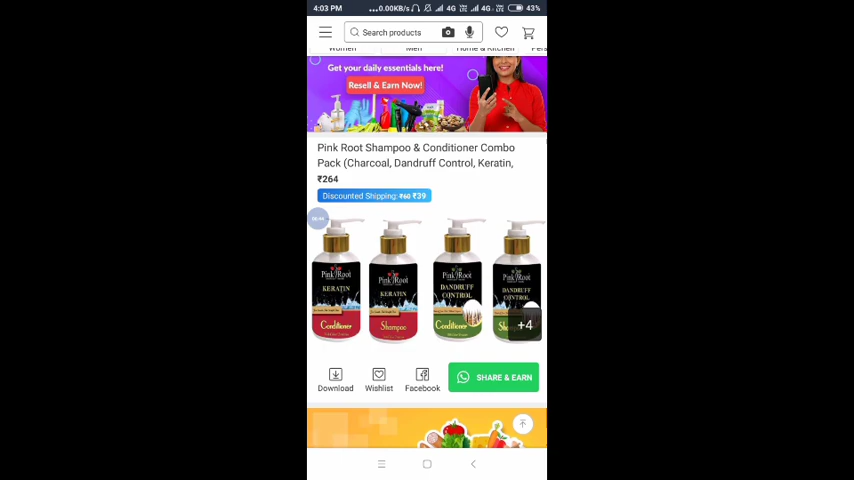 4:03 PM ...0.00KB/s 4G 4G 43%
Search products
Women Men Home & Kitchen Pers
Get your daily essentials here!
Resell & Earn Now!
Pink Root Shampoo & Conditioner Combo
Pack (Charcoal, Dandruff Control, Keratin,
₹264
Discounted Shipping: ₹60 ₹39
Pink Root Pink Root Pink Root Pink Root
KERATIN KERATIN DANDRUFF CONTROL DANDRUFF CONTROL
Conditioner Shampoo Conditioner Sh
+4
Download Wishlist Facebook SHARE & EARN